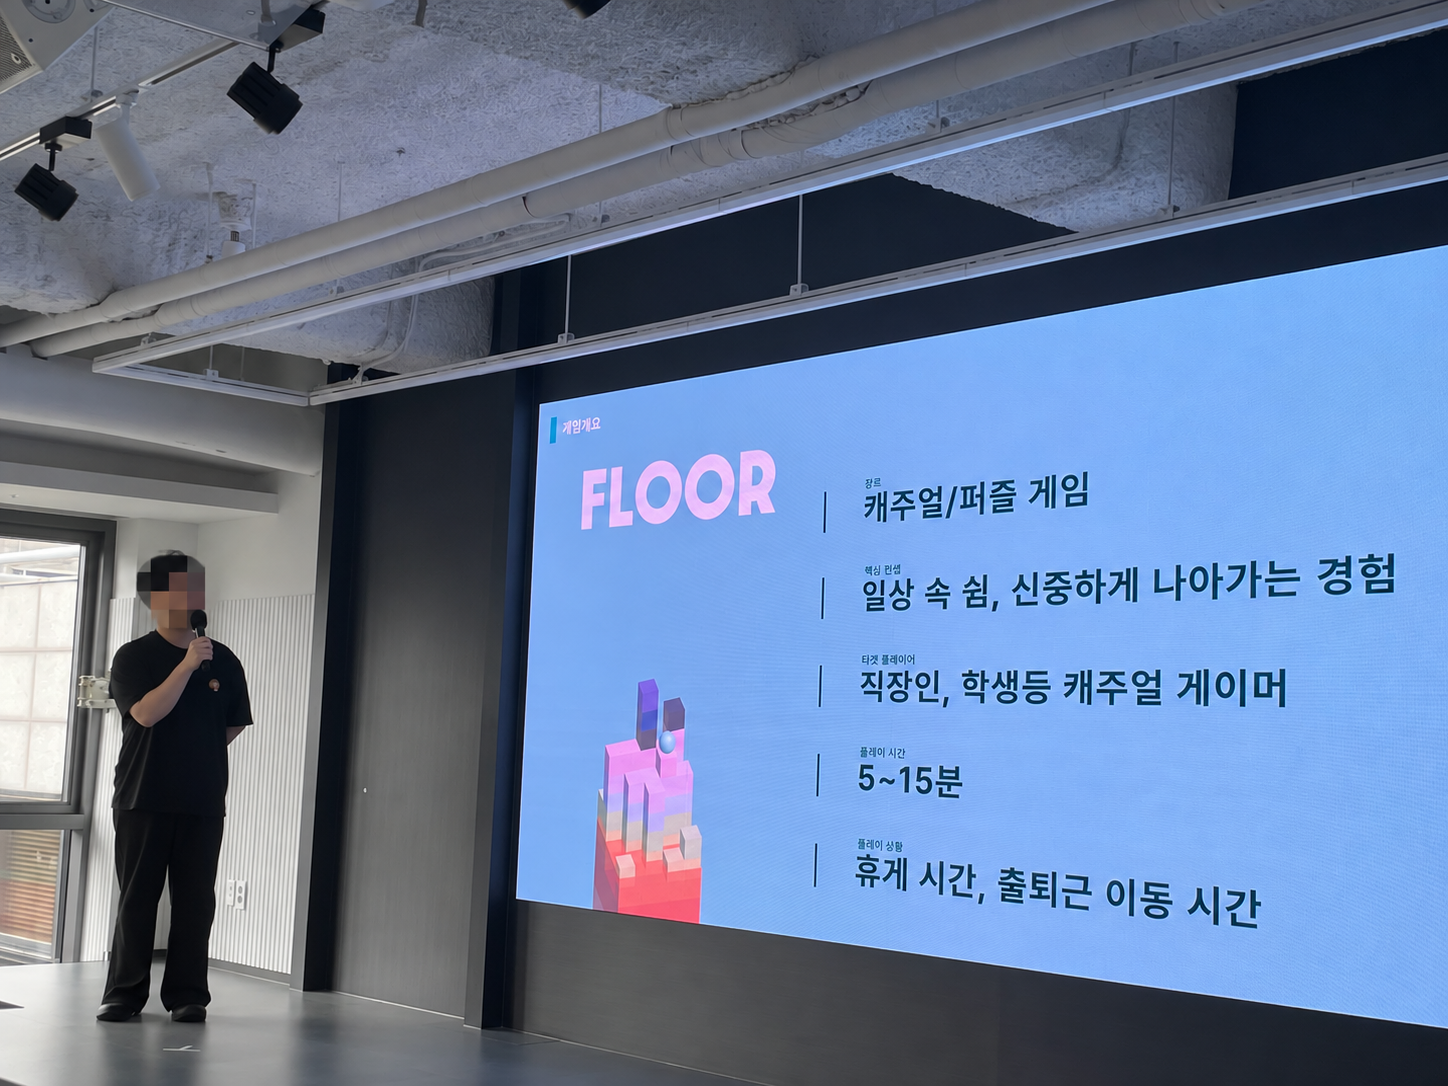 게임개요
FLOOR
장르
캐주얼/퍼즐 게임
핵심 컨셉
일상 속 쉼, 신중하게 나아가는 경험
타겟 플레이어
직장인, 학생등 캐주얼 게이머
플레이 시간
5~15분
플레이 상황
휴게 시간, 출퇴근 이동 시간